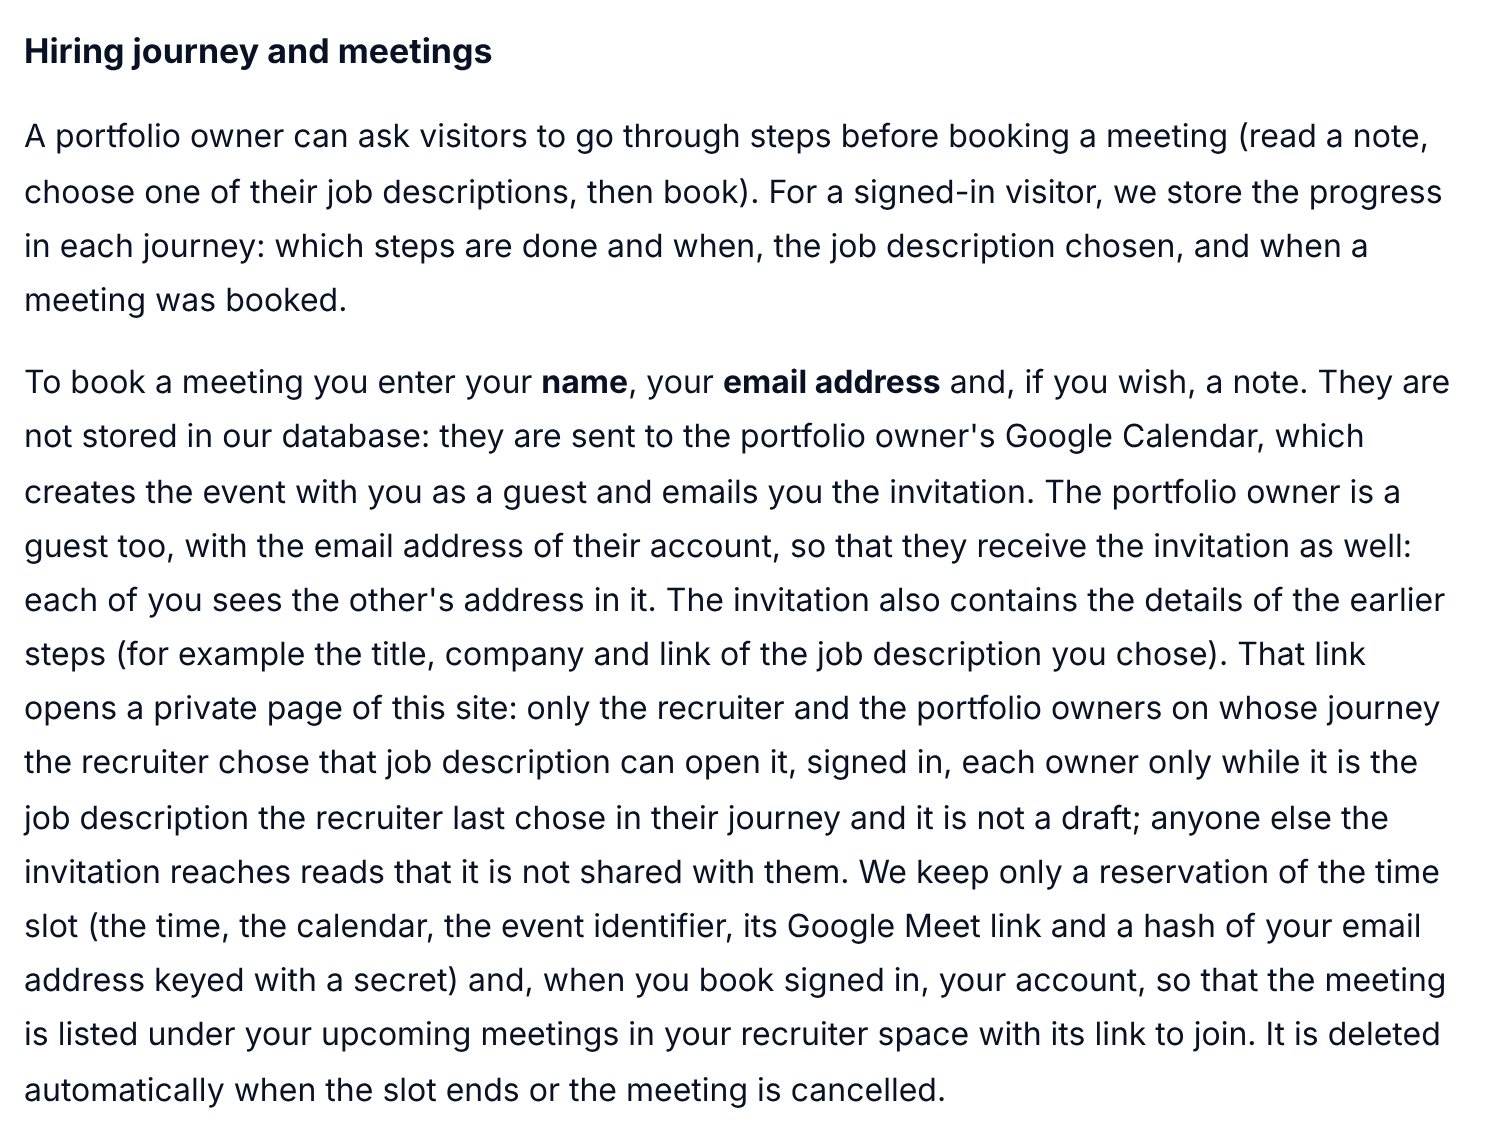 Hiring journey and meetings
A portfolio owner can ask visitors to go through steps before booking a meeting (read a note,
choose one of their job descriptions, then book). For a signed-in visitor, we store the progress
in each journey: which steps are done and when, the job description chosen, and when a
meeting was booked.
To book a meeting you enter your name, your email address and, if you wish, a note. They are
not stored in our database: they are sent to the portfolio owner's Google Calendar, which
creates the event with you as a guest and emails you the invitation. The portfolio owner is a
guest too, with the email address of their account, so that they receive the invitation as well:
each of you sees the other's address in it. The invitation also contains the details of the earlier
steps (for example the title, company and link of the job description you chose). That link
opens a private page of this site: only the recruiter and the portfolio owners on whose journey
the recruiter chose that job description can open it, signed in, each owner only while it is the
job description the recruiter last chose in their journey and it is not a draft; anyone else the
invitation reaches reads that it is not shared with them. We keep only a reservation of the time
slot (the time, the calendar, the event identifier, its Google Meet link and a hash of your email
address keyed with a secret) and, when you book signed in, your account, so that the meeting
is listed under your upcoming meetings in your recruiter space with its link to join. It is deleted
automatically when the slot ends or the meeting is cancelled.